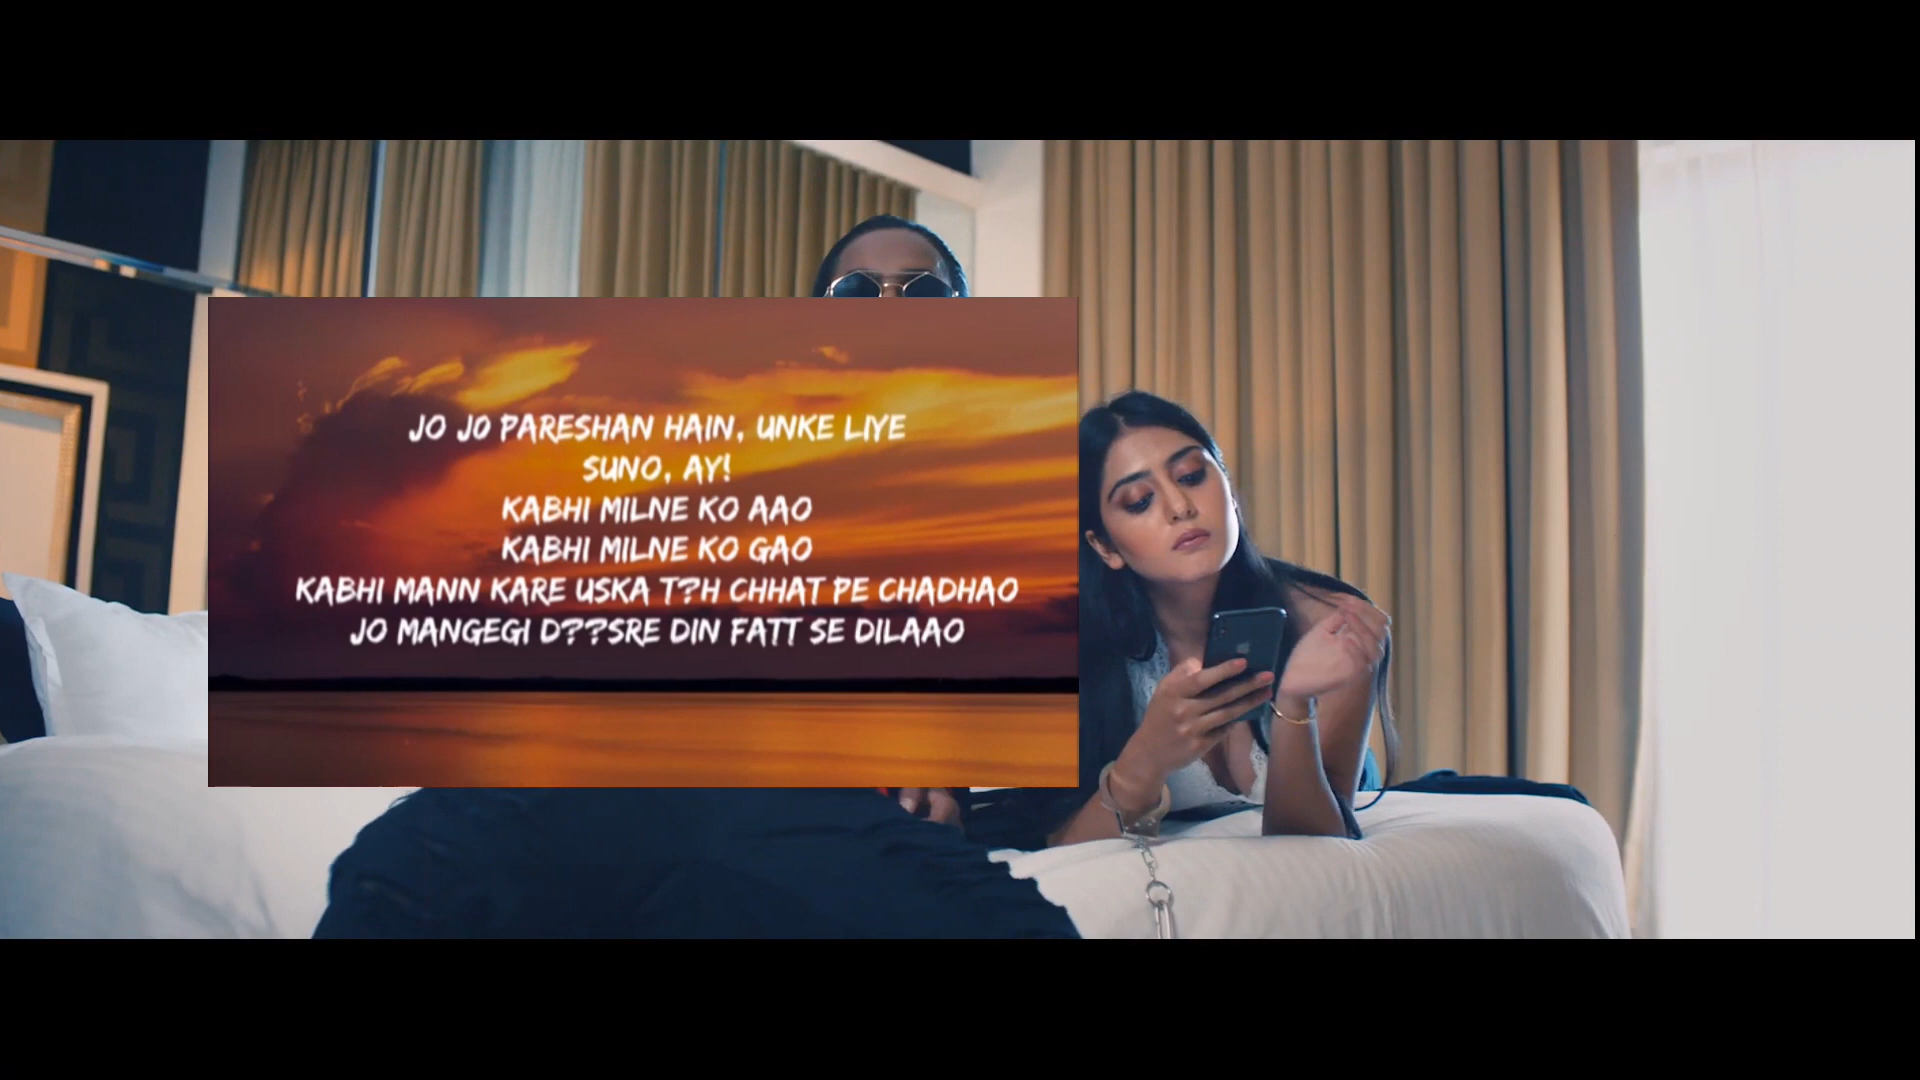 JO JO PARESHAN HAIN, UNKE LIYE
SUNO, AY!
KABHI MILNE KO AAO
KABHI MILNE KO GAO
KABHI MANN KARE USKA T?H CHHAT PE CHADHAO
JO MANGEGI D??SRE DIN FATT SE DILAAO